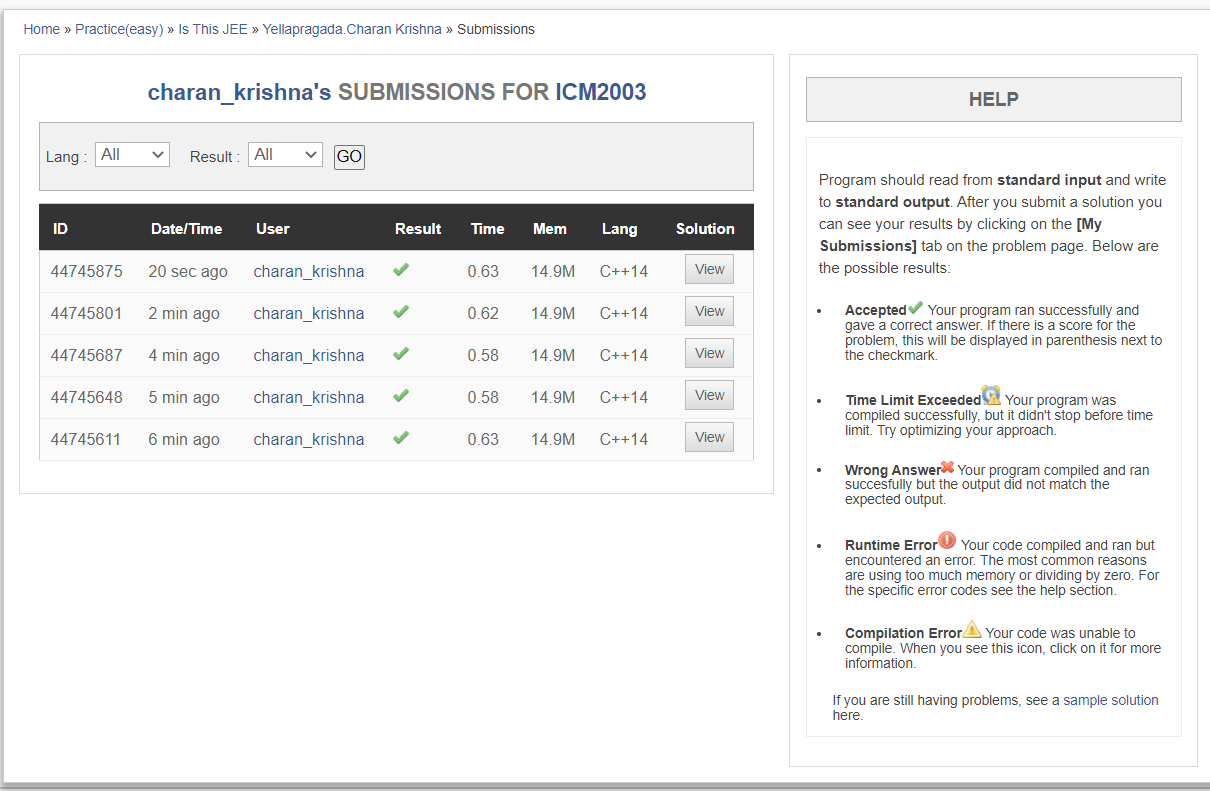 Home » Practice(easy) » Is This JEE » Yellapragada.Charan Krishna » Submissions
charan_krishna's SUBMISSIONS FOR ICM2003
Lang : All Result : All GO
ID Date/Time User Result Time Mem Lang Solution
44745875 20 sec ago charan_krishna 0.63 14.9M C++14 View
44745801 2 min ago charan_krishna 0.62 14.9M C++14 View
44745687 4 min ago charan_krishna 0.58 14.9M C++14 View
44745648 5 min ago charan_krishna 0.58 14.9M C++14 View
44745611 6 min ago charan_krishna 0.63 14.9M C++14 View
HELP
Program should read from standard input and write
to standard output. After you submit a solution you
can see your results by clicking on the [My
Submissions] tab on the problem page. Below are
the possible results:
• Accepted Your program ran successfully and
gave a correct answer. If there is a score for the
problem, this will be displayed in parenthesis next to
the checkmark.
• Time Limit Exceeded Your program was
compiled successfully, but it didn't stop before time
limit. Try optimizing your approach.
• Wrong Answer Your program compiled and ran
succesfully but the output did not match the
expected output.
• Runtime Error Your code compiled and ran but
encountered an error. The most common reasons
are using too much memory or dividing by zero. For
the specific error codes see the help section.
• Compilation Error Your code was unable to
compile. When you see this icon, click on it for more
information.
If you are still having problems, see a sample solution
here.